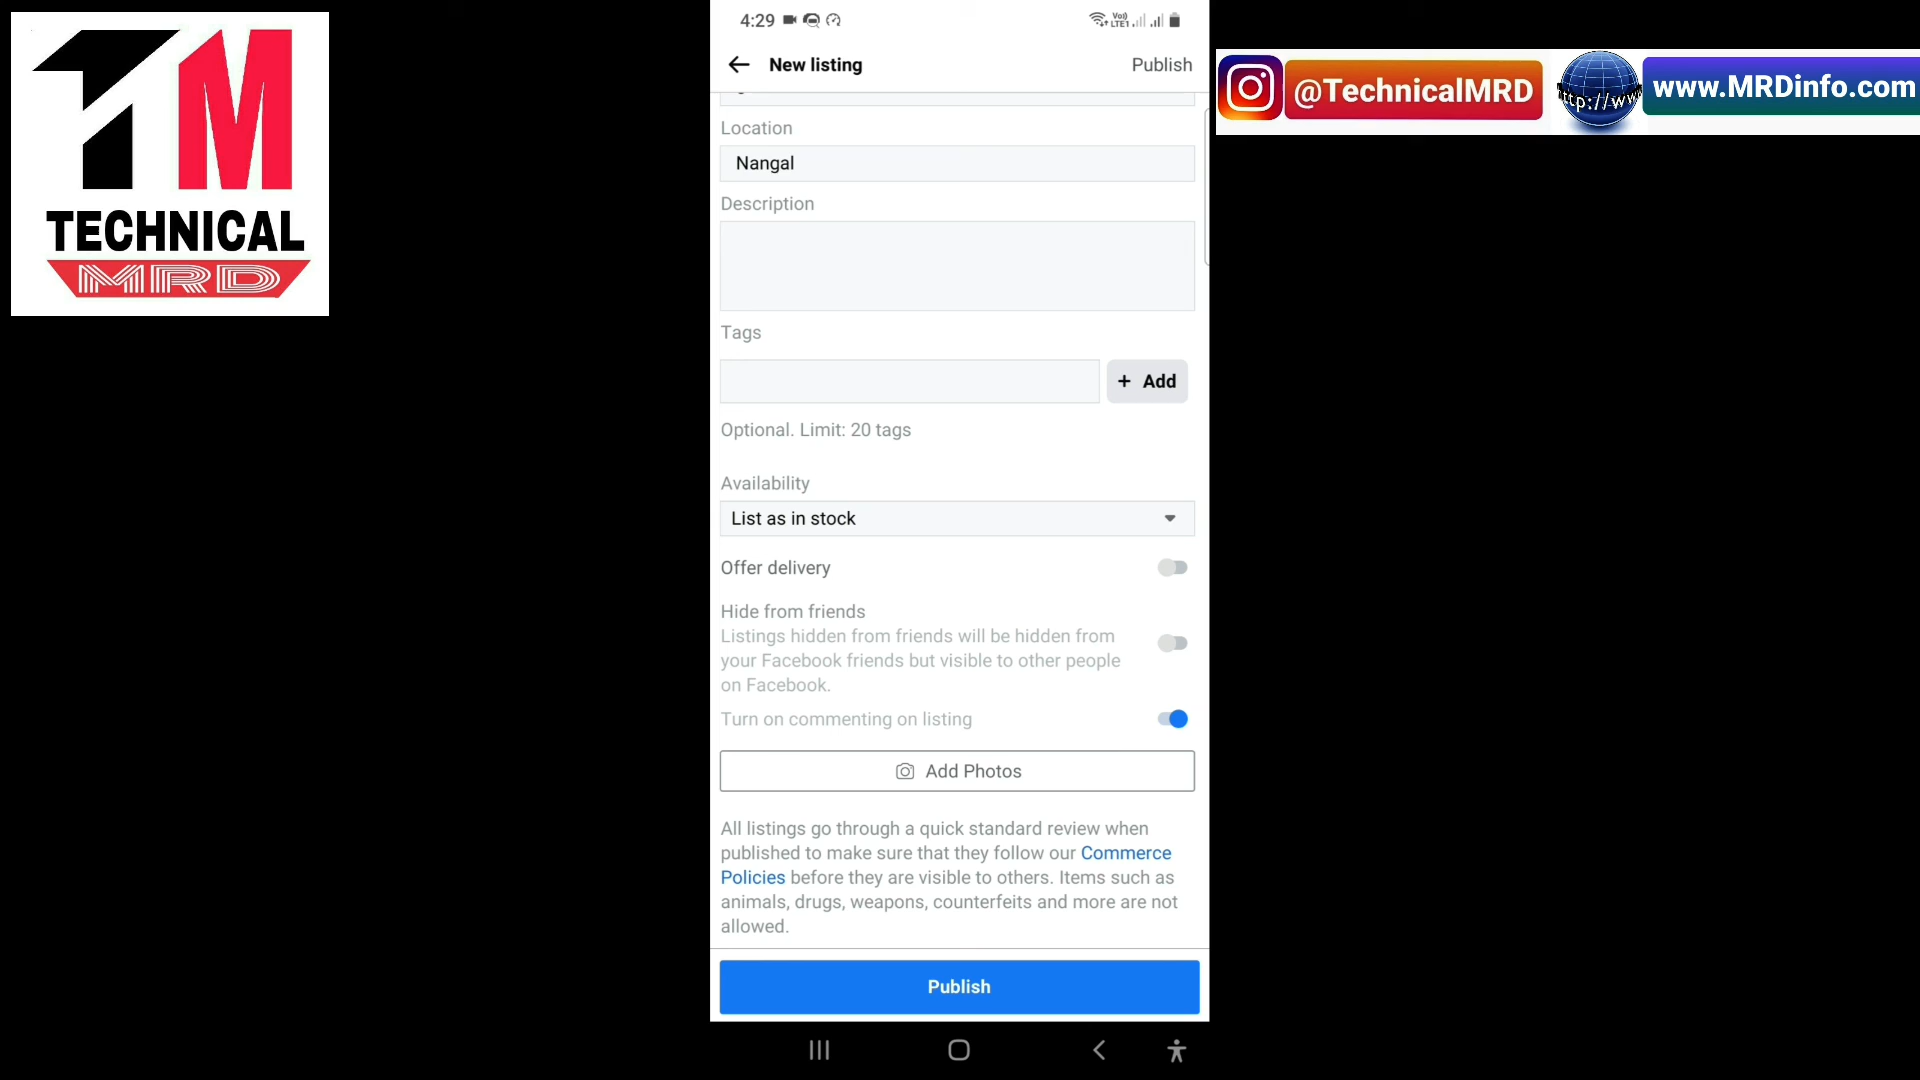 TM
TECHNICAL
MRD
4:29
Vo)
LTE1
New listing
Publish
@TechnicalMRD
www.MRDinfo.com
Location
Nangal
Description
Tags
+ Add
Optional. Limit: 20 tags
Availability
List as in stock
Offer delivery
Hide from friends
Listings hidden from friends will be hidden from
your Facebook friends but visible to other people
on Facebook.
Turn on commenting on listing
Add Photos
All listings go through a quick standard review when
published to make sure that they follow our Commerce
Policies before they are visible to others. Items such as
animals, drugs, weapons, counterfeits and more are not
allowed.
Publish